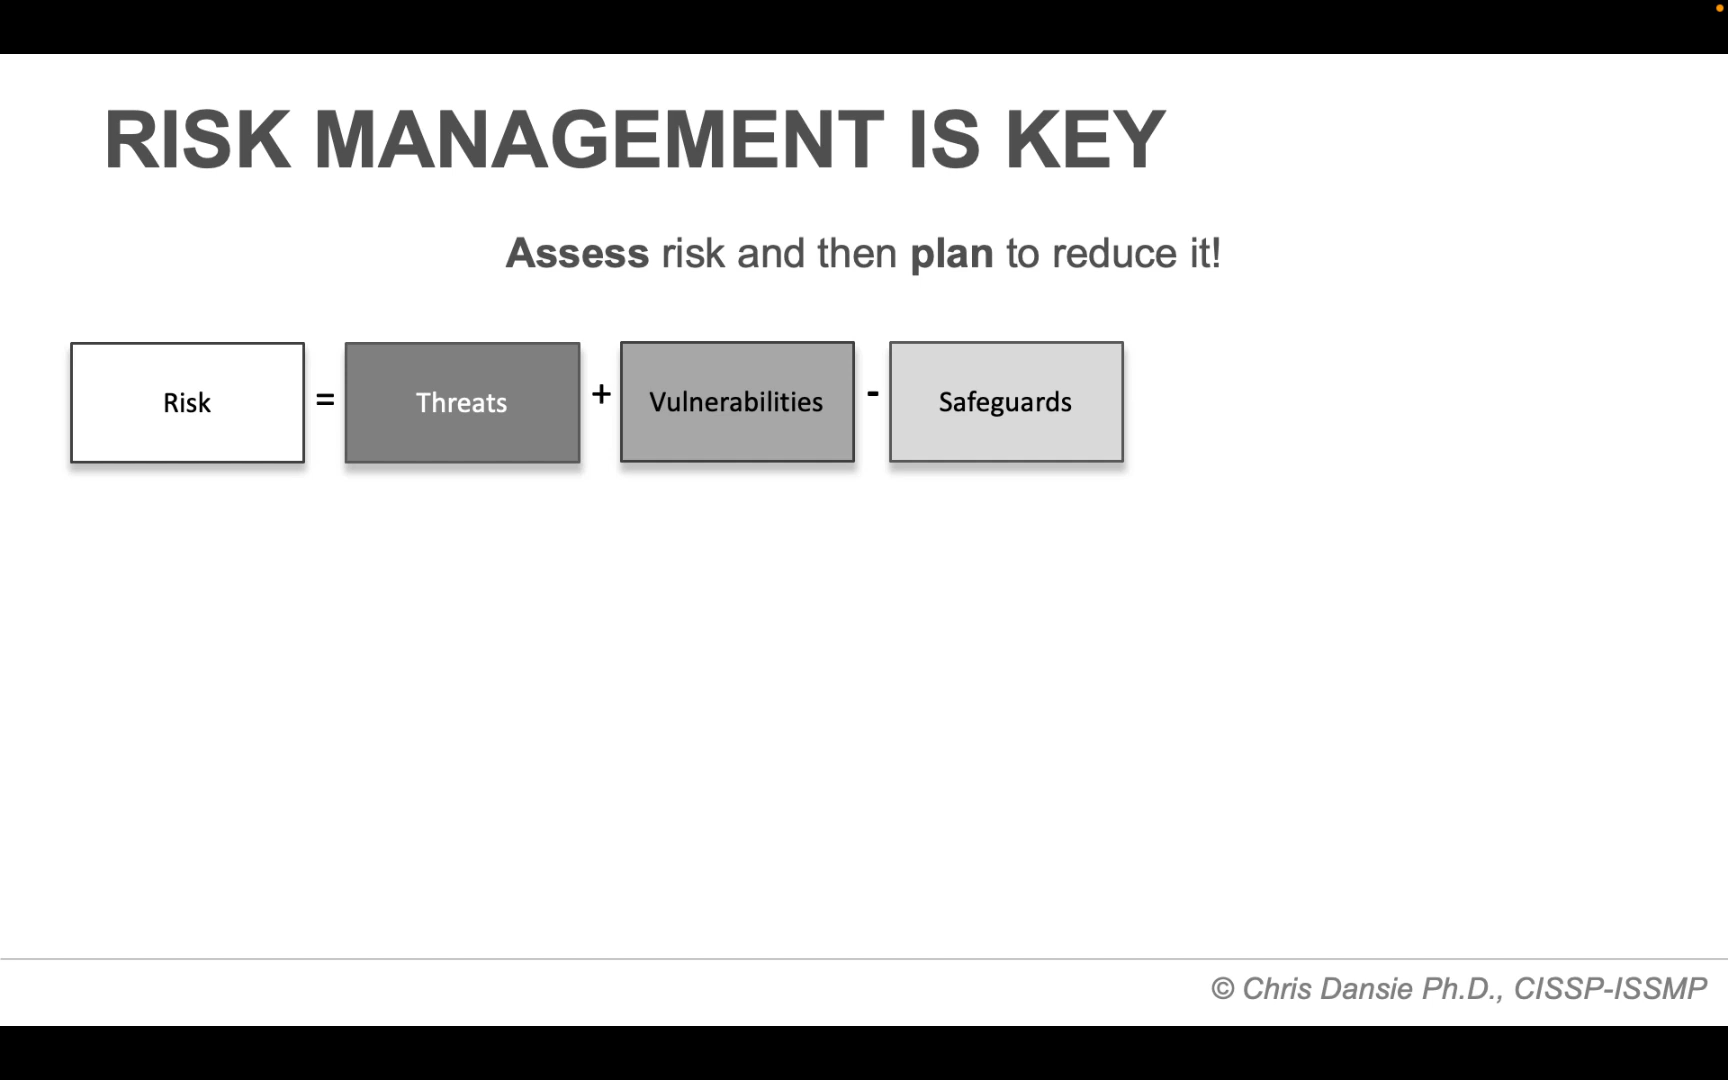 RISK MANAGEMENT IS KEY
Assess risk and then plan to reduce it!
Risk = Threats + Vulnerabilities - Safeguards
© Chris Dansie Ph.D., CISSP-ISSMP